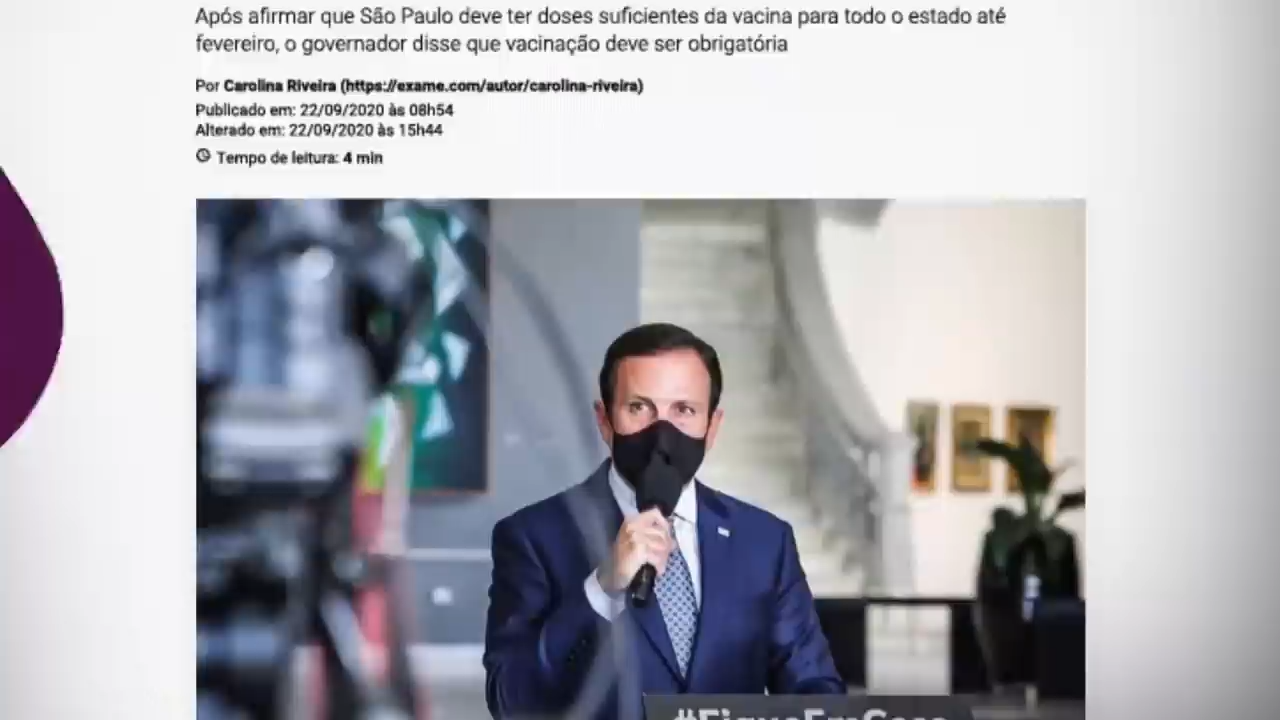 Após afirmar que São Paulo deve ter doses suficientes da vacina para todo o estado até
fevereiro, o governador disse que vacinação deve ser obrigatória
Por Carolina Riveira (https://exame.com/autor/carolina-riveira)
Publicado em: 22/09/2020 às 08h54
Alterado em: 22/09/2020 às 15h44
Tempo de leitura: 4 min
#FiqueEmCasa